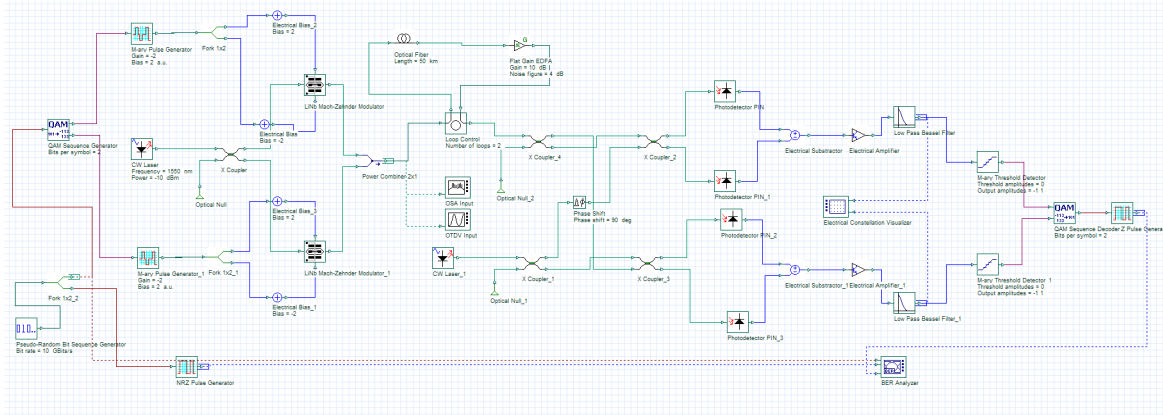 Electrical Bias_2
Bias = 2
M-ary Pulse Generator
Gain = -2
Bias = 2 a.u.
Fork 1x2
Optical Fiber
Length = 50 km
G
Flat Gain EDFA
Gain = 10 dB
Noise figure = 4 dB
LiNb Mach-Zehnder Modulator
Photodetector PIN
QAM
QAM Sequence Generator
Bits per symbol = 2
Electrical Bias
Bias = -2
Loop Control
Number of loops = 2
CW Laser
Frequency = 1550 nm
Power = -10 dBm
X Coupler
X Coupler_4
X Coupler_2
Electrical Substractor
Electrical Amplifier
Low Pass Bessel Filter
Power Combiner 2x1
M-ary Threshold Detector
Threshold amplitudes = 0
Output amplitudes = -1 1
Optical Null
OSA Input
Optical Null_2
Photodetector PIN_1
Electrical Bias_3
Bias = 2
OTDV Input
Phase Shift
Phase shift = 90 deg
Electrical Constellation Visualizer
QAM
QAM Sequence Decoder Z Pulse Genera
Bits per symbol = 2
Photodetector PIN_2
M-ary Pulse Generator_1
Gain = -2
Bias = 2 a.u.
Fork 1x2_1
LiNb Mach-Zehnder Modulator_1
CW Laser_1
X Coupler_1
X Coupler_3
Electrical Substractor_1
Electrical Amplifier_1
M-ary Threshold Detector 1
Threshold amplitudes = 0
Output amplitudes = -1 1
Fork 1x2_2
Electrical Bias_1
Bias = -2
Optical Null_1
Low Pass Bessel Filter_1
Photodetector PIN_3
Pseudo-Random Bit Sequence Generator
Bit rate = 10 GBits/s
NRZ Pulse Generator
BER Analyzer